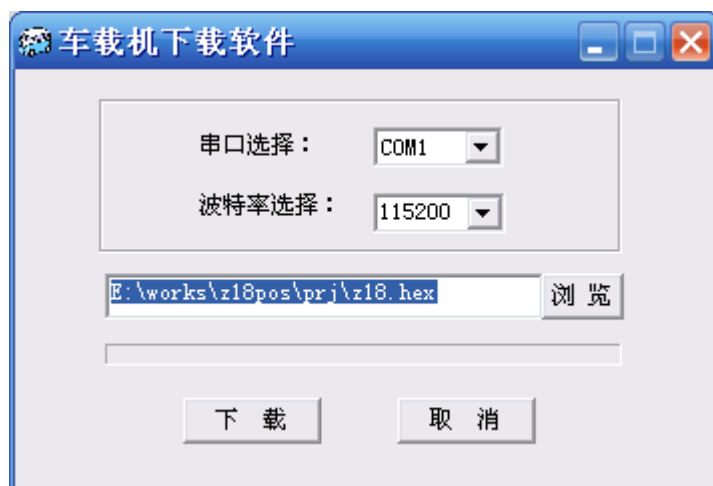 车载机下载软件
串口选择： COM1
波特率选择： 115200
E:\works\z18pos\prj\z18.hex 浏 览
下 载 取 消